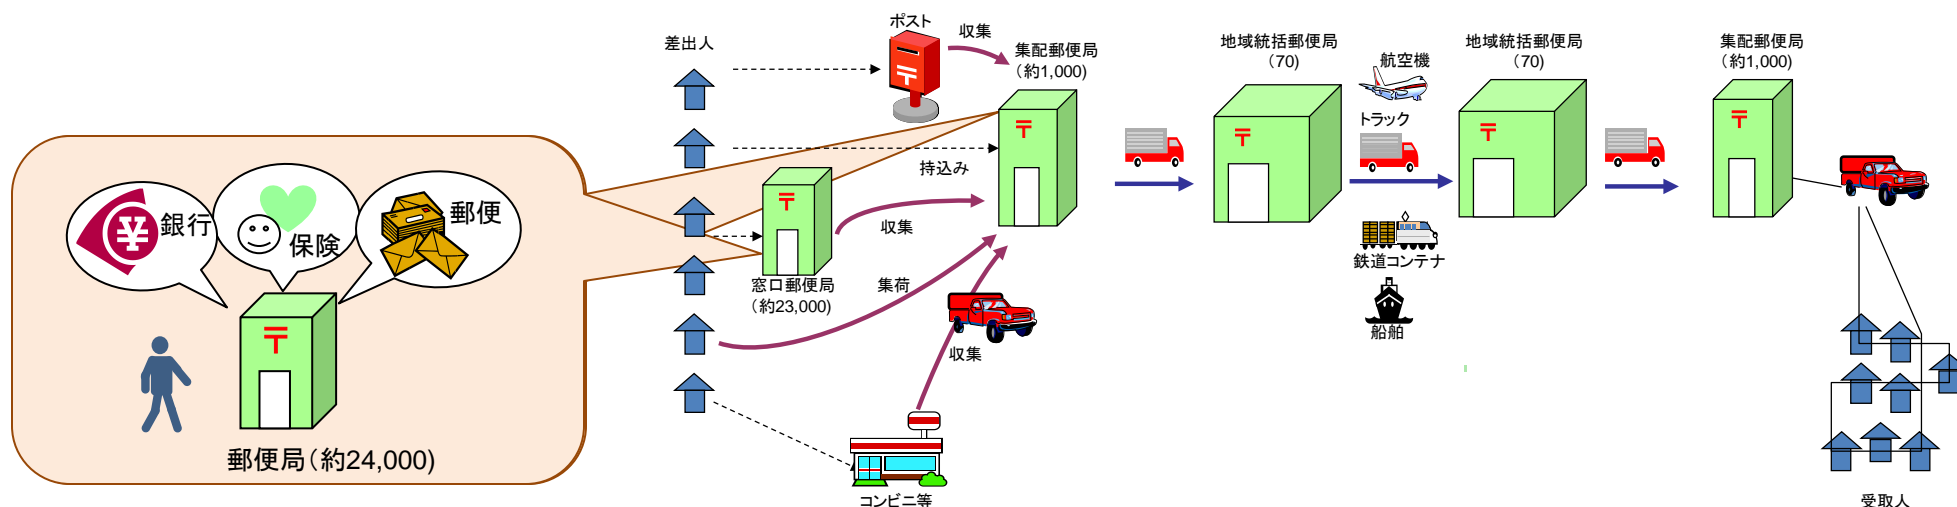 銀行
保険
郵便
郵便局(約24,000)
差出人
ポスト
収集
集配郵便局
(約1,000)
持込み
収集
窓口郵便局
(約23,000)
集荷
収集
コンビニ等
地域統括郵便局
(70)
航空機
トラック
鉄道コンテナ
船舶
地域統括郵便局
(70)
集配郵便局
(約1,000)
受取人